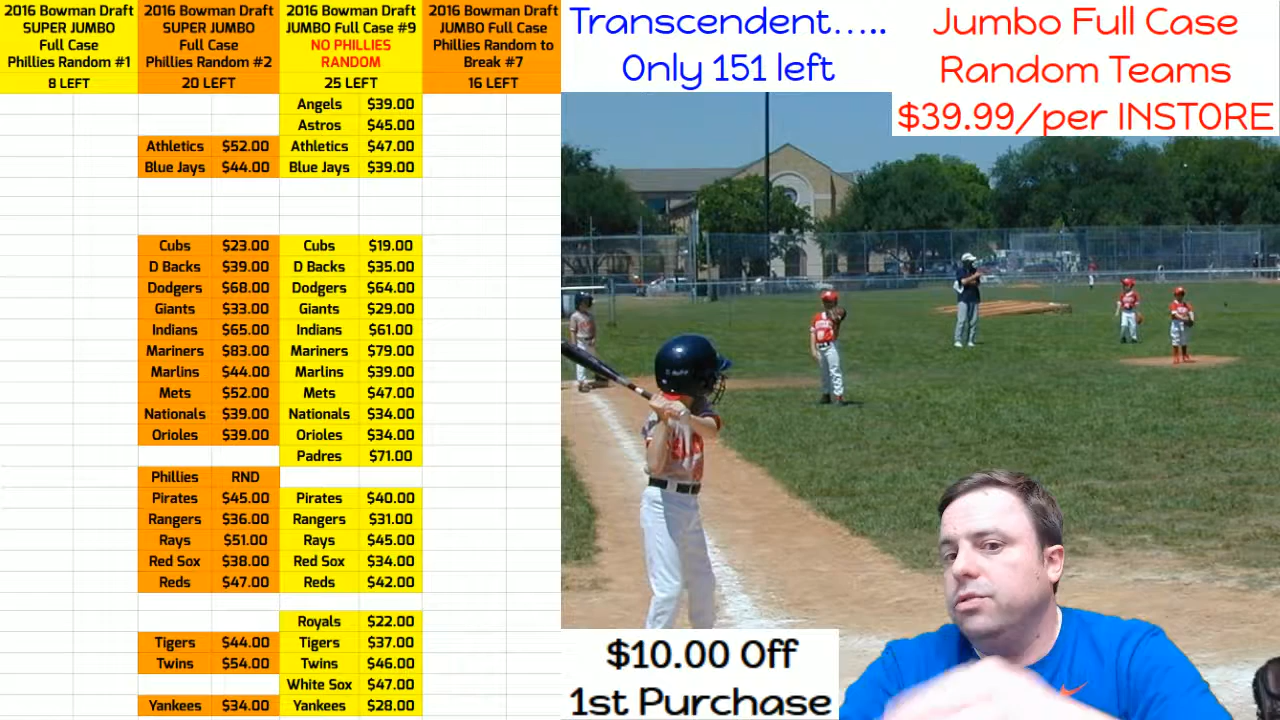 2016 Bowman Draft
SUPER JUMBO
Full Case
Phillies Random #1
8 LEFT
2016 Bowman Draft
SUPER JUMBO
Full Case
Phillies Random #2
20 LEFT
2016 Bowman Draft
JUMBO Full Case #9
NO PHILLIES
RANDOM
25 LEFT
2016 Bowman Draft
JUMBO Full Case
Phillies Random to
Break #7
16 LEFT
Angels $39.00
Astros $45.00
Athletics $52.00 Athletics $47.00
Blue Jays $44.00 Blue Jays $39.00
Cubs $23.00 Cubs $19.00
D Backs $39.00 D Backs $35.00
Dodgers $68.00 Dodgers $64.00
Giants $33.00 Giants $29.00
Indians $65.00 Indians $61.00
Mariners $83.00 Mariners $79.00
Marlins $44.00 Marlins $39.00
Mets $52.00 Mets $47.00
Nationals $39.00 Nationals $34.00
Orioles $39.00 Orioles $34.00
Padres $71.00
Phillies RND
Pirates $45.00 Pirates $40.00
Rangers $36.00 Rangers $31.00
Rays $51.00 Rays $45.00
Red Sox $38.00 Red Sox $34.00
Reds $47.00 Reds $42.00
Royals $22.00
Tigers $44.00 Tigers $37.00
Twins $54.00 Twins $46.00
White Sox $47.00
Yankees $34.00 Yankees $28.00
Transcendent.....
Only 151 left
Jumbo Full Case
Random Teams
$39.99/per INSTORE
$10.00 Off
1st Purchase